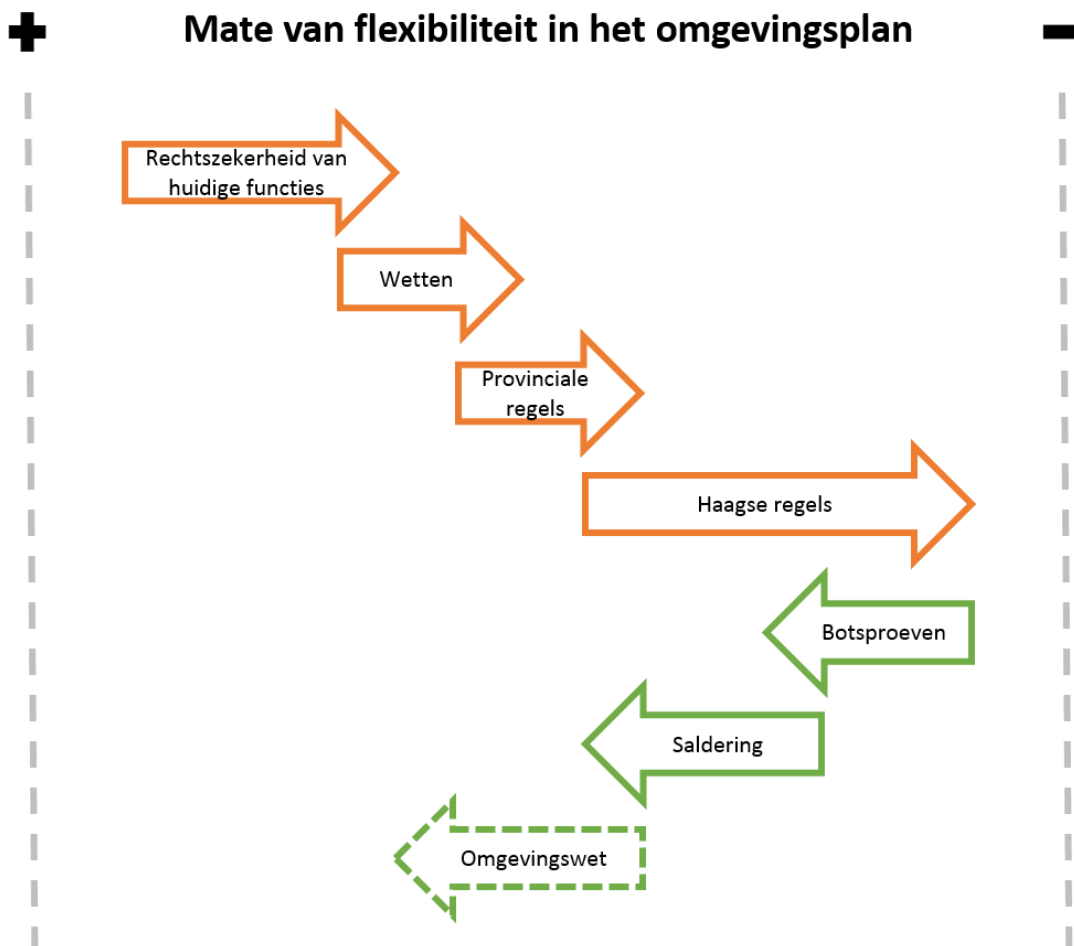 + Mate van flexibiliteit in het omgevingsplan -
Rechtszekerheid van
huidige functies
Wetten
Provinciale
regels
Haagse regels
Botsproeven
Saldering
Omgevingswet